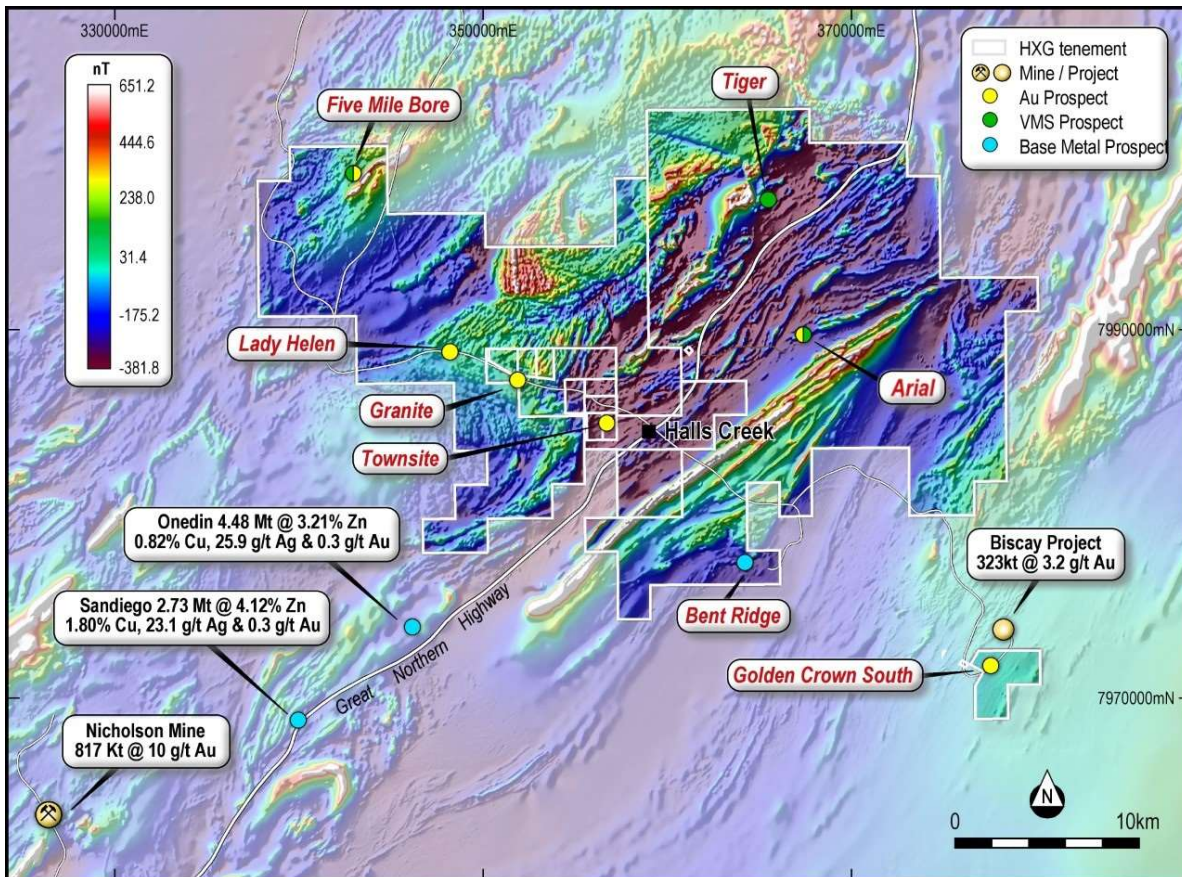 330000mE
350000mE
370000mE
nT
651.2
444.6
238.0
31.4
-175.2
-381.8
Five Mile Bore
Tiger
HXG tenement
Mine / Project
Au Prospect
VMS Prospect
Base Metal Prospect
7990000mN
Lady Helen
Granite
Arial
Townsite
Halls Creek
Onedin 4.48 Mt @ 3.21% Zn
0.82% Cu, 25.9 g/t Ag & 0.3 g/t Au
Biscay Project
323kt @ 3.2 g/t Au
Sandiego 2.73 Mt @ 4.12% Zn
1.80% Cu, 23.1 g/t Ag & 0.3 g/t Au
Bent Ridge
Great Northern Highway
Golden Crown South
7970000mN
Nicholson Mine
817 Kt @ 10 g/t Au
N
0 10km